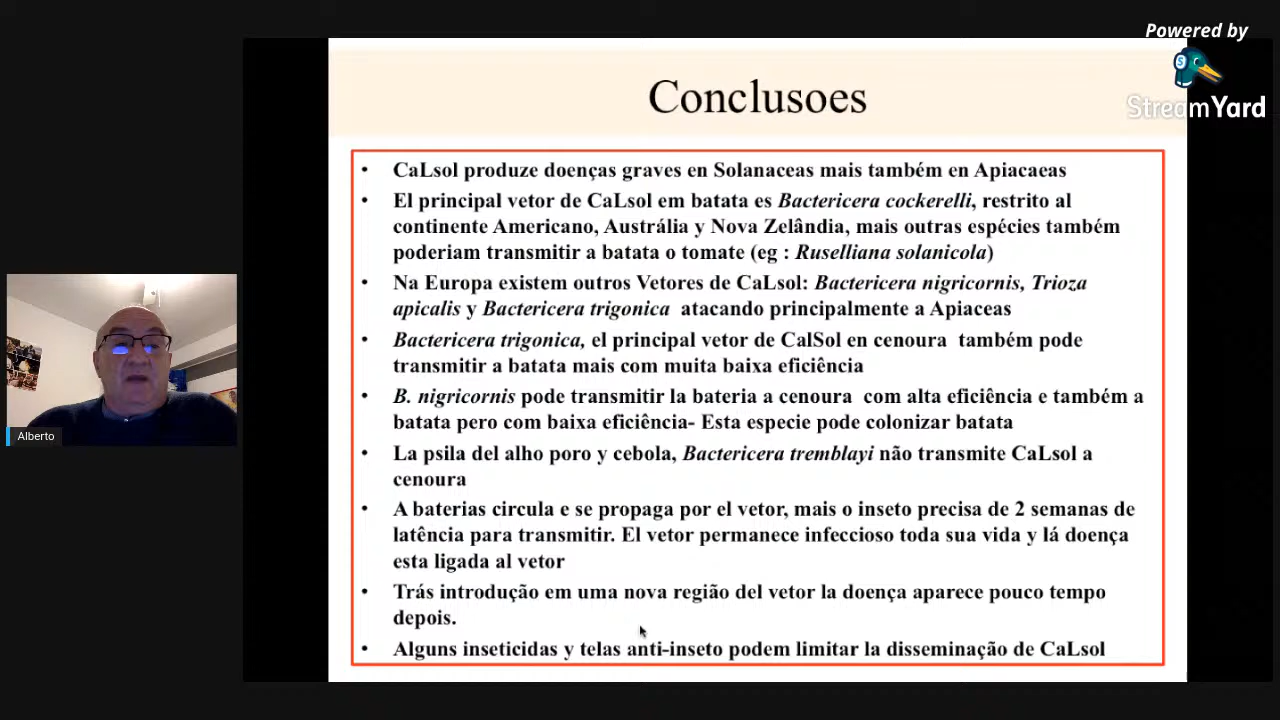 Powered by
StreamYard
Conclusoes
• CaLsol produze doenças graves en Solanaceas mais também en Apiacaeas
• El principal vetor de CaLsol em batata es Bactericera cockerelli, restrito al
continente Americano, Austrália y Nova Zelândia, mais outras espécies também
poderiam transmitir a batata o tomate (eg : Ruselliana solanicola)
• Na Europa existem outros Vetores de CaLsol: Bactericera nigricornis, Trioza
apicalis y Bactericera trigonica atacando principalmente a Apiaceas
• Bactericera trigonica, el principal vetor de CalSol en cenoura também pode
transmitir a batata mais com muita baixa eficiência
• B. nigricornis pode transmitir la bateria a cenoura com alta eficiência e também a
batata pero com baixa eficiência- Esta especie pode colonizar batata
• La psila del alho poro y cebola, Bactericera tremblayi não transmite CaLsol a
cenoura
• A baterias circula e se propaga por el vetor, mais o inseto precisa de 2 semanas de
latência para transmitir. El vetor permanece infeccioso toda sua vida y lá doença
esta ligada al vetor
• Trás introdução em uma nova região del vetor la doença aparece pouco tempo
depois.
• Alguns inseticidas y telas anti-inseto podem limitar la disseminação de CaLsol
Alberto